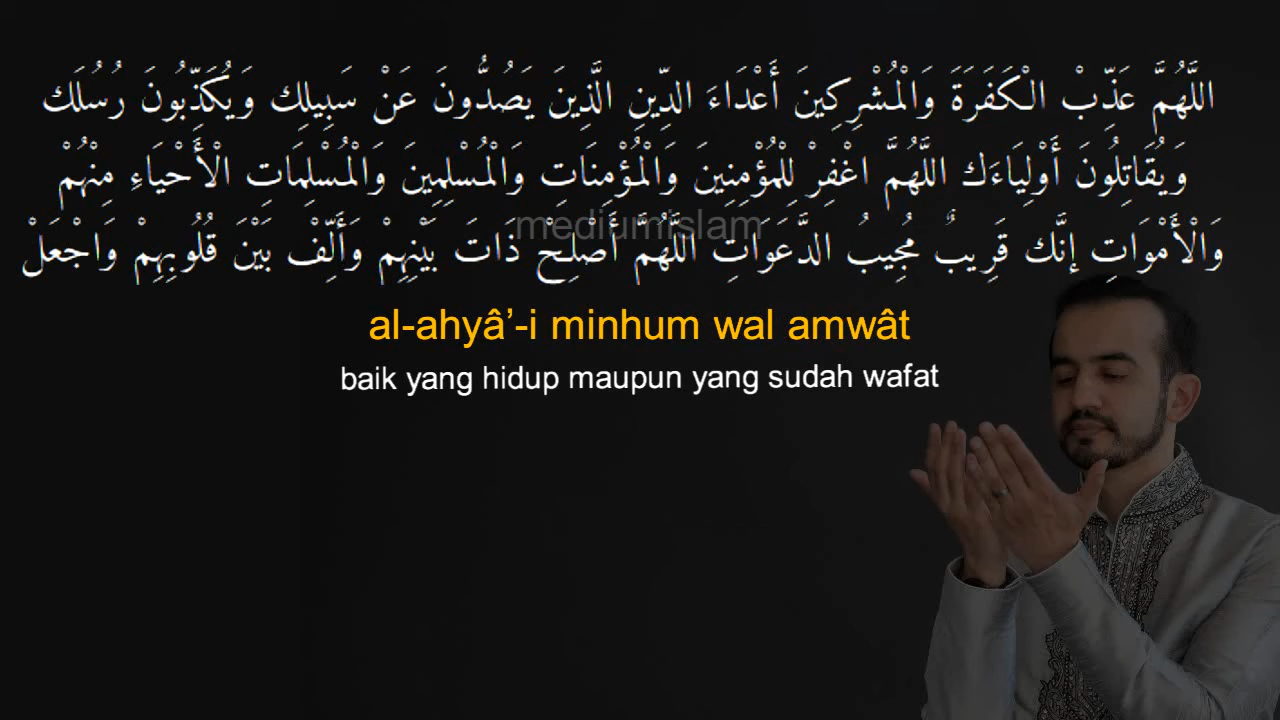 اللَّهُمَّ عَذِّبْ الْكَفَرَةَ وَالْمُشْرِكِينَ أَعْدَاءَ الدِّينِ الَّذِينَ يَصُدُّونَ عَنْ سَبِيلِك وَيُكَذِّبُونَ رُسُلَك
وَيُقَاتِلُونَ أَوْلِيَاءَك اللَّهُمَّ اغْفِرْ لِلْمُؤْمِنِينَ وَالْمُؤْمِنَاتِ وَالْمُسْلِمِينَ وَالْمُسْلِمَاتِ الْأَحْيَاءِ مِنْهُمْ
وَالْأَمْوَاتِ إنَّك قَرِيبٌ مُجِيبُ الدَّعَوَاتِ اللَّهُمَّ أَصْلِحْ ذَاتَ بَيْنِهِمْ وَأَلِّفْ بَيْنَ قُلُوبِهِمْ وَاجْعَلْ
mediumislam
al-ahyâ’-i minhum wal amwât
baik yang hidup maupun yang sudah wafat